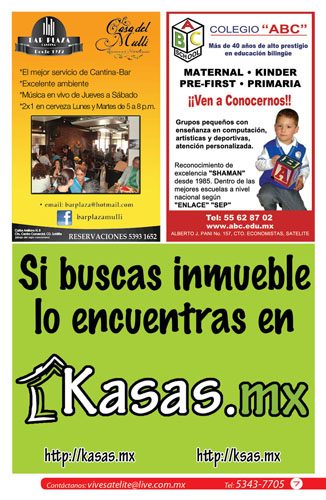 BAR PLAZA
CANTINA
Desde 1972
Casa del
Mulli
*El mejor servicio de Cantina-Bar
*Excelente ambiente
*Música en vivo de Jueves a Sábado
*2x1 en cerveza Lunes y Martes de 5 a 8 p.m.
• email: barplaza@hotmail.com
f barplazamulli
RESERVACIONES 5393 1652
ABC
SCHOOL
COLEGIO "ABC"
Más de 40 años de alto prestigio
en educación bilingüe
MATERNAL • KINDER
PRE-FIRST • PRIMARIA
¡¡Ven a Conocernos!!
Grupos pequeños con
enseñanza en computación,
artísticas y deportivas,
atención personalizada.
Reconocimiento de
excelencia "SHAMAN"
desde 1985. Dentro de las
mejores escuelas a nivel
nacional según
"ENLACE" "SEP"
Tel: 55 62 87 02
www.abc.edu.mx
ALBERTO J. PANI No. 157, CTO. ECONOMISTAS, SATELITE
Si buscas inmueble
lo encuentras en
Kasas.mx
http://kasas.mx
http://ksas.mx
Contáctanos: vivesatelite@live.com.mx
Tel: 5343-7705
7